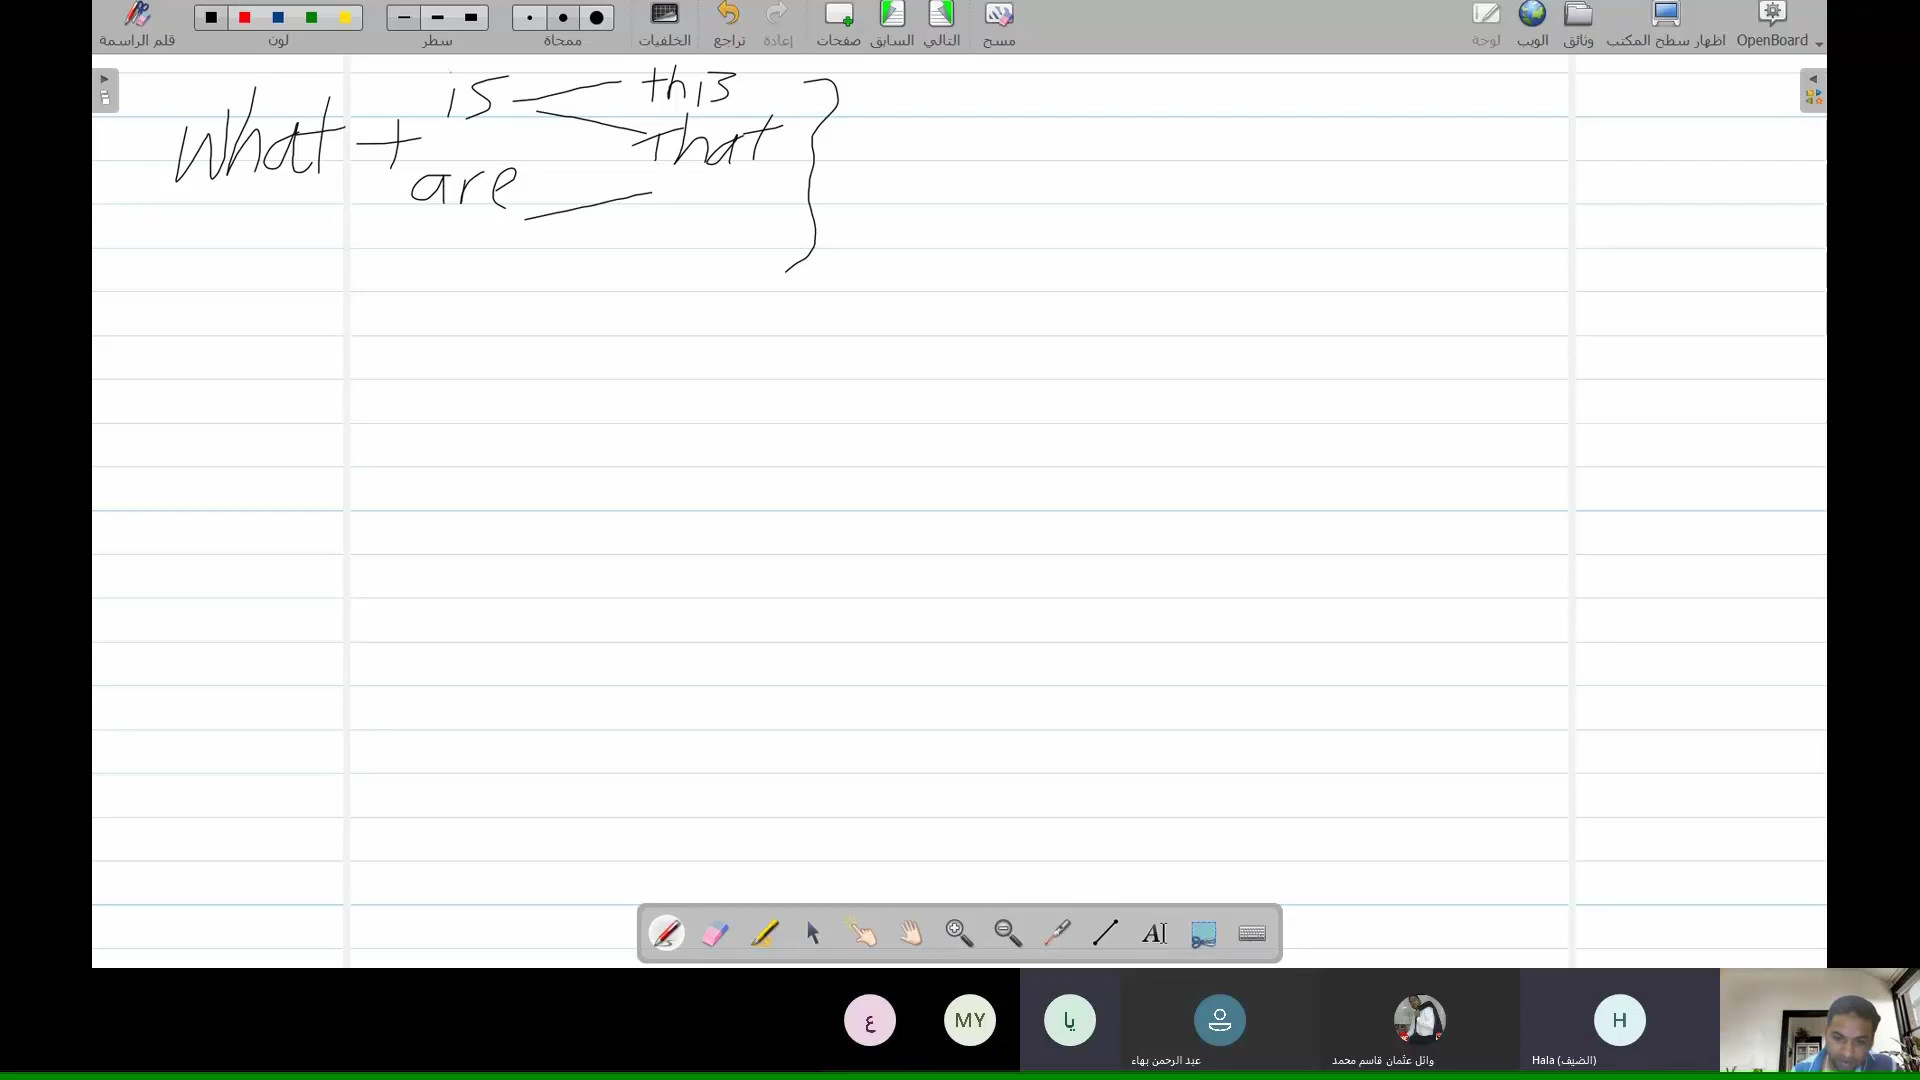 قلم الراسمة لون سطر ممحاة الخلفيات تراجع إعادة صفحات السابق التالي مسح لوحة الويب وثائق اظهار سطح المكتب OpenBoard
is this
What + that
are
AI
ع MY يا H
عبد الرحمن بهاء وائل عثمان قاسم محمد Hala (الضيف)